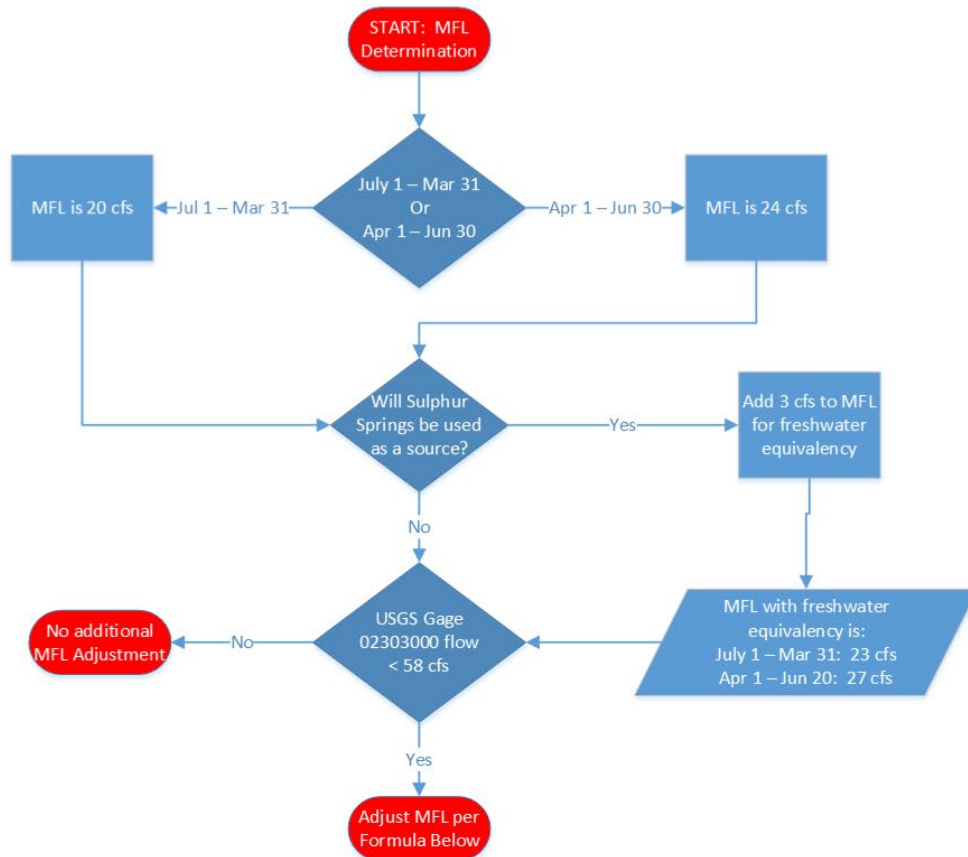 START: MFL
Determination
July 1 – Mar 31
Or
Apr 1 – Jun 30
Jul 1 – Mar 31
MFL is 20 cfs
Apr 1 – Jun 30
MFL is 24 cfs
Will Sulphur
Springs be used
as a source?
Yes
Add 3 cfs to MFL
for freshwater
equivalency
No
MFL with freshwater
equivalency is:
July 1 – Mar 31: 23 cfs
Apr 1 – Jun 20: 27 cfs
USGS Gage
02303000 flow
< 58 cfs
No
No additional
MFL Adjustment
Yes
Adjust MFL per
Formula Below